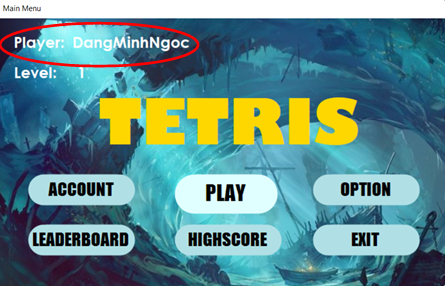 Main Menu
Player: DangMinhNgoc
Level: 1
TETRIS
ACCOUNT PLAY OPTION
LEADERBOARD HIGHSCORE EXIT